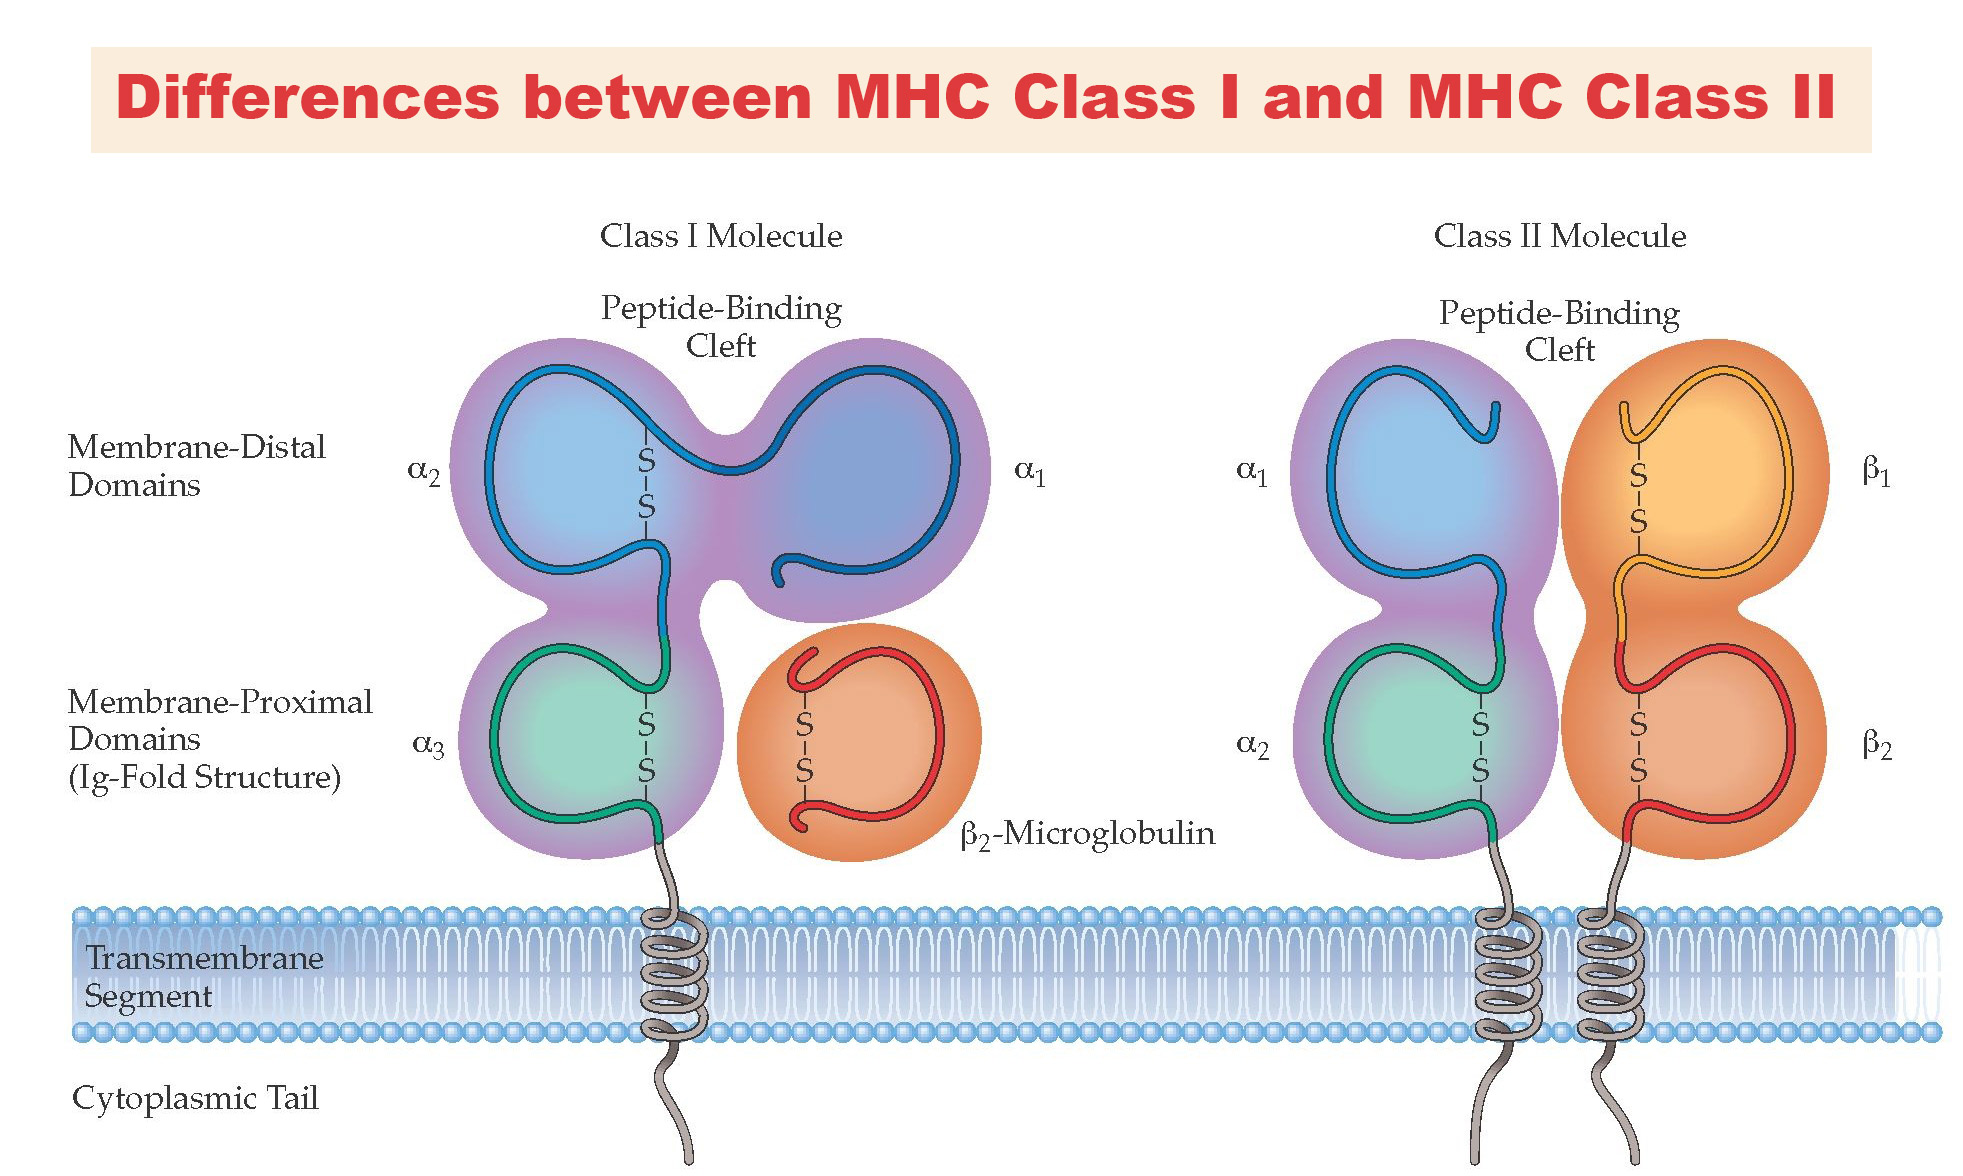 Differences between MHC Class I and MHC Class II
Class I Molecule
Class II Molecule
Peptide-Binding
Cleft
Peptide-Binding
Cleft
Membrane-Distal
Domains
α2
α1
α1
β1
S
S
S
S
Membrane-Proximal
Domains
(Ig-Fold Structure)
α3
α2
β2
S
S
S
S
S
S
S
S
β2-Microglobulin
Transmembrane
Segment
Cytoplasmic Tail